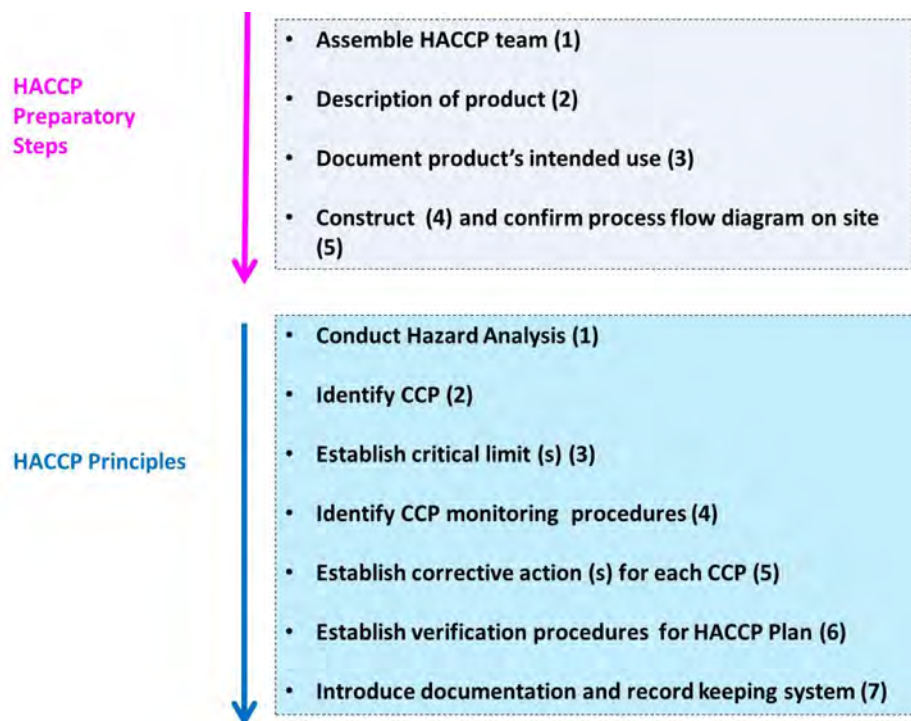 HACCP
Preparatory
Steps
• Assemble HACCP team (1)
• Description of product (2)
• Document product’s intended use (3)
• Construct (4) and confirm process flow diagram on site
(5)
HACCP Principles
• Conduct Hazard Analysis (1)
• Identify CCP (2)
• Establish critical limit (s) (3)
• Identify CCP monitoring procedures (4)
• Establish corrective action (s) for each CCP (5)
• Establish verification procedures for HACCP Plan (6)
• Introduce documentation and record keeping system (7)